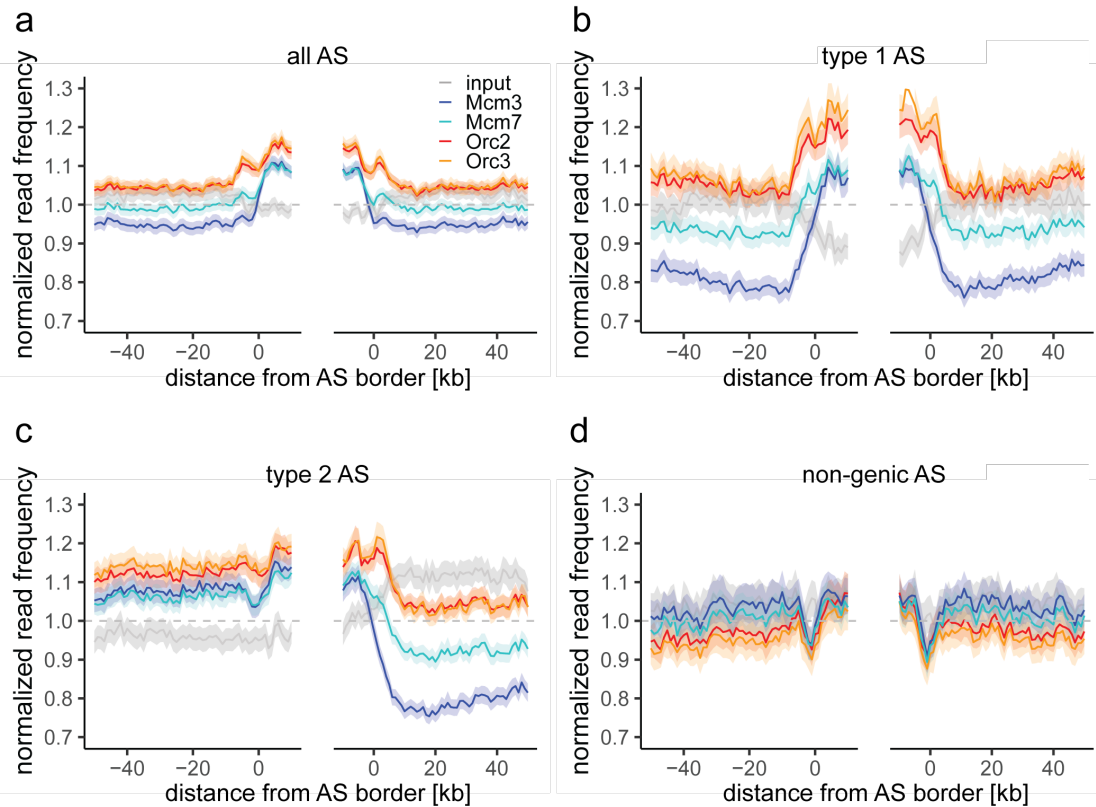 a
all AS
normalized read frequency
1.3
1.2
1.1
1.0
0.9
0.8
0.7
input
Mcm3
Mcm7
Orc2
Orc3
−40 −20 0 0 20 40
distance from AS border [kb]
b
type 1 AS
normalized read frequency
1.3
1.2
1.1
1.0
0.9
0.8
0.7
−40 −20 0 0 20 40
distance from AS border [kb]
c
type 2 AS
normalized read frequency
1.3
1.2
1.1
1.0
0.9
0.8
0.7
−40 −20 0 0 20 40
distance from AS border [kb]
d
non-genic AS
normalized read frequency
1.3
1.2
1.1
1.0
0.9
0.8
0.7
−40 −20 0 0 20 40
distance from AS border [kb]